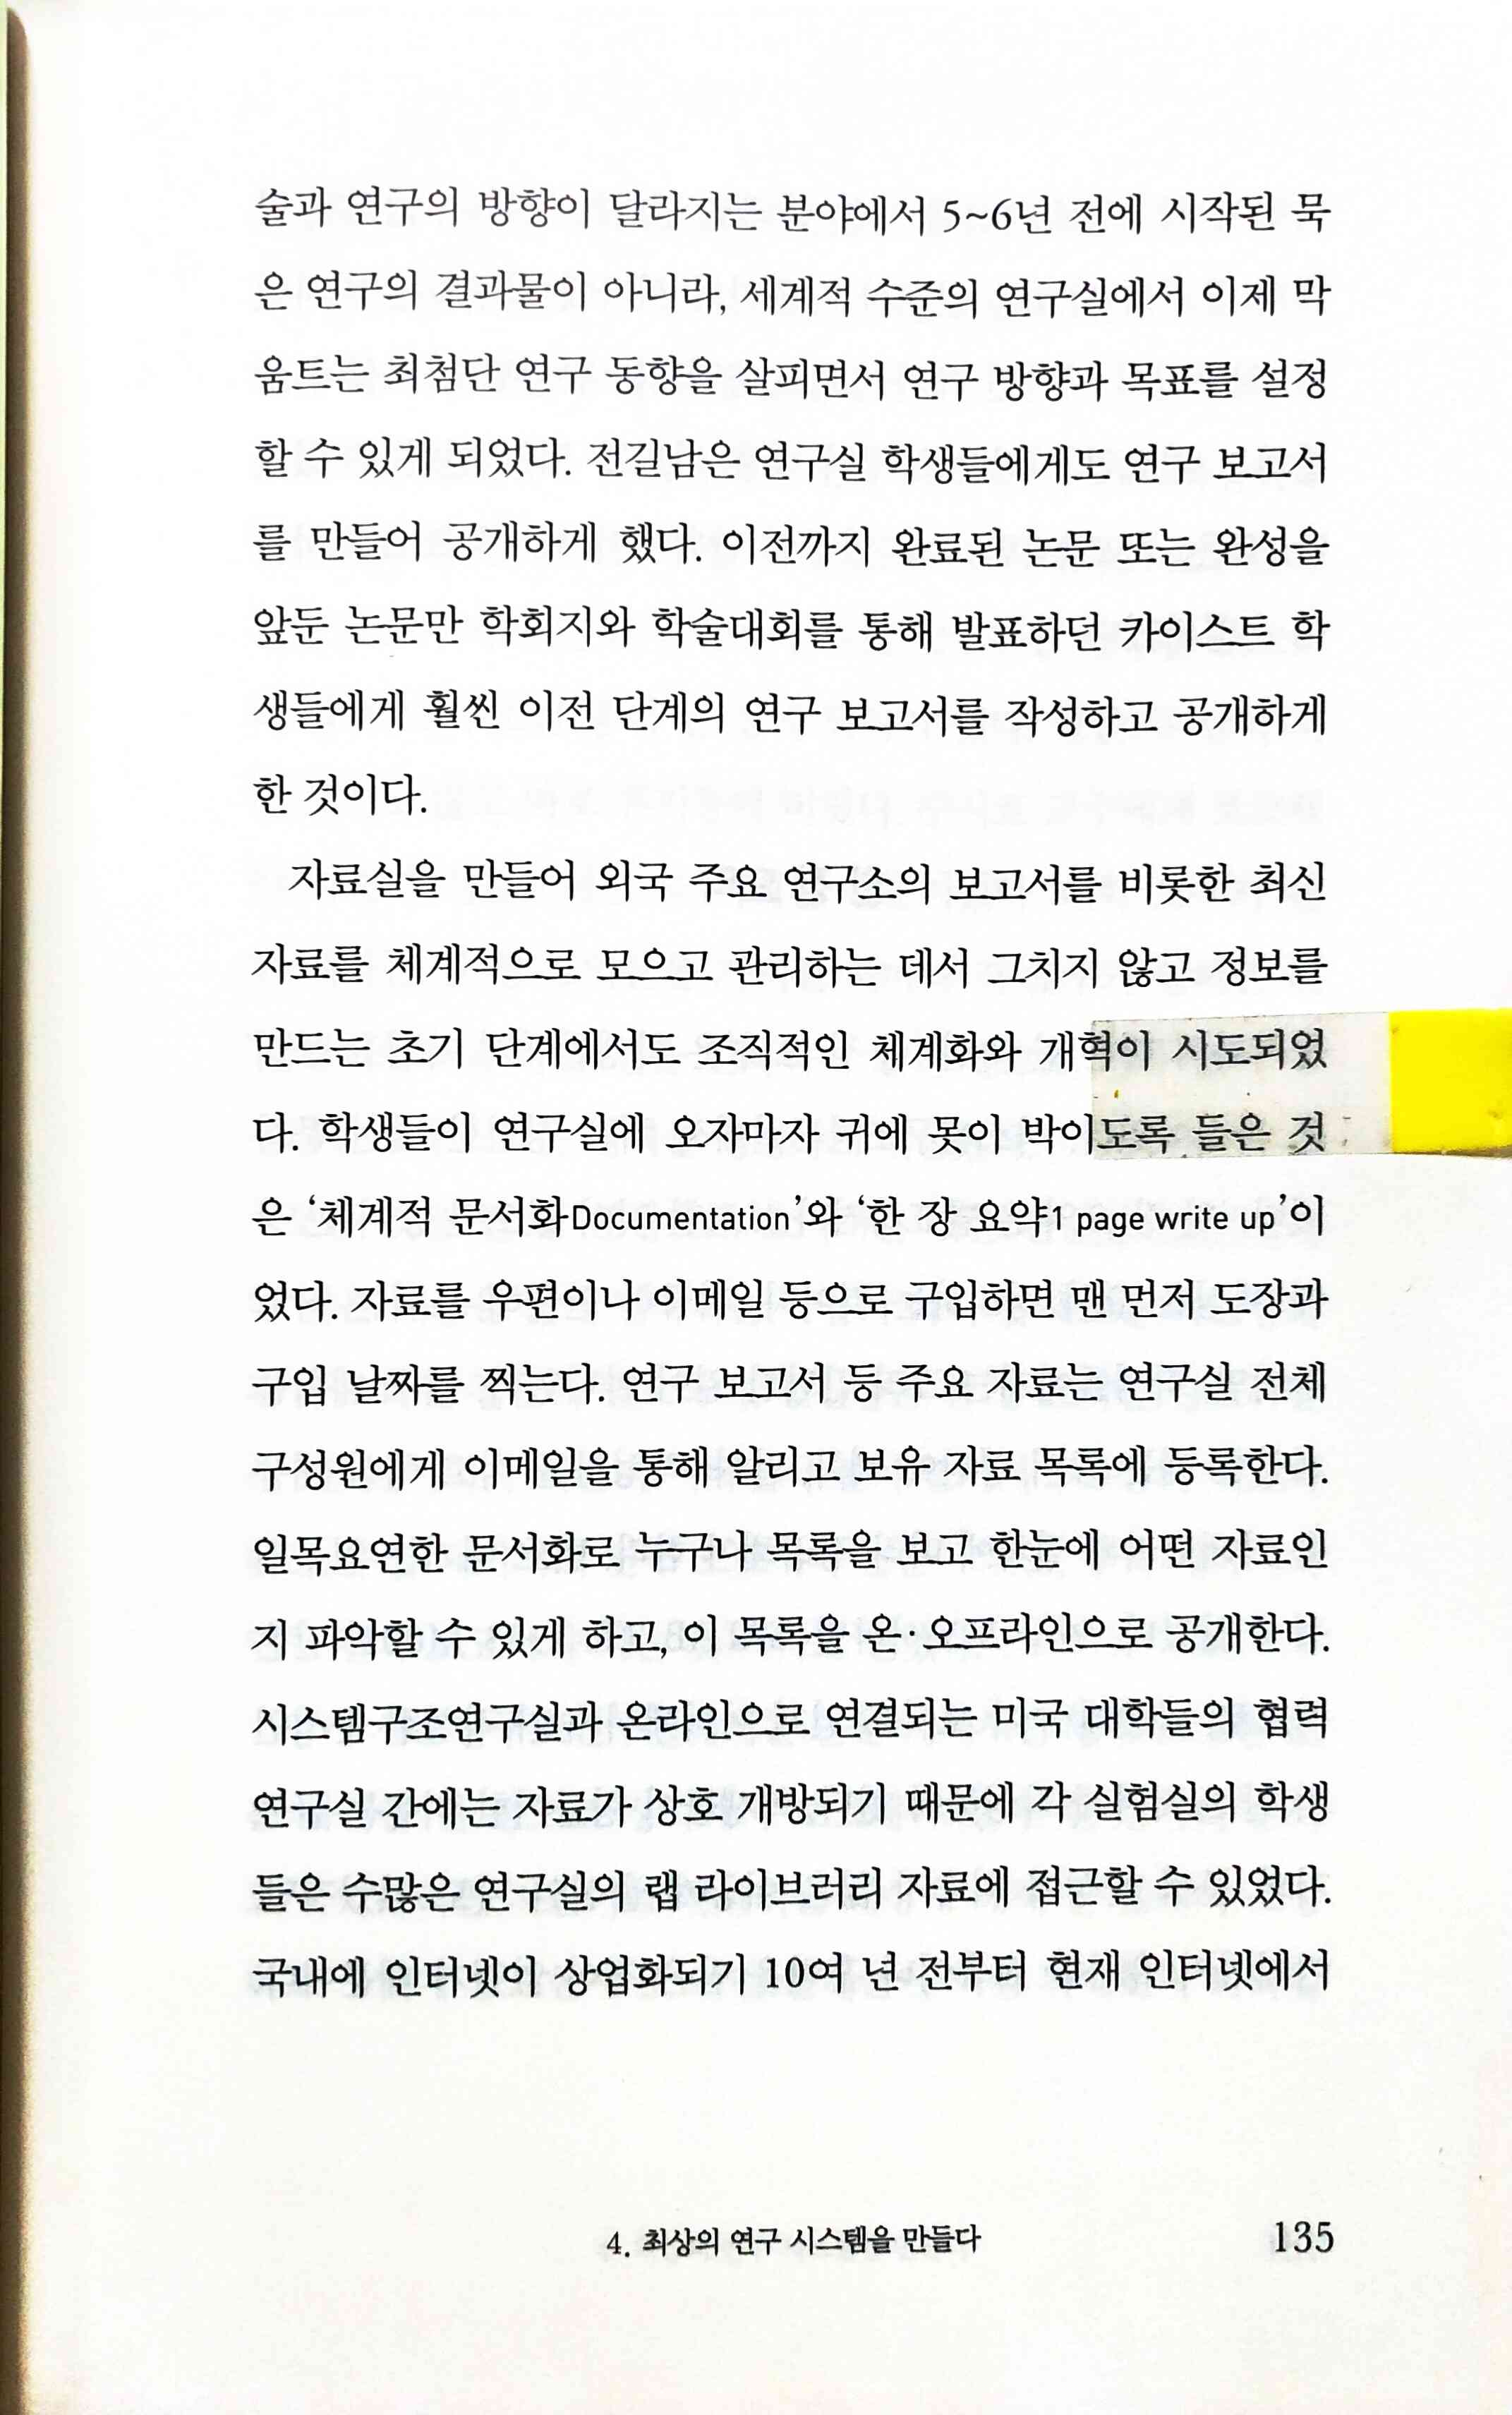 술과 연구의 방향이 달라지는 분야에서 5~6년 전에 시작된 묵
은 연구의 결과물이 아니라, 세계적 수준의 연구실에서 이제 막
움트는 최첨단 연구 동향을 살피면서 연구 방향과 목표를 설정
할 수 있게 되었다. 전길남은 연구실 학생들에게도 연구 보고서
를 만들어 공개하게 했다. 이전까지 완료된 논문 또는 완성을
앞둔 논문만 학회지와 학술대회를 통해 발표하던 카이스트 학
생들에게 훨씬 이전 단계의 연구 보고서를 작성하고 공개하게
한 것이다.
자료실을 만들어 외국 주요 연구소의 보고서를 비롯한 최신
자료를 체계적으로 모으고 관리하는 데서 그치지 않고 정보를
만드는 초기 단계에서도 조직적인 체계화와 개혁이 시도되었
다. 학생들이 연구실에 오자마자 귀에 못이 박이도록 들은 것
은 ‘체계적 문서화Documentation’와 ‘한 장 요약1 page write up’이
었다. 자료를 우편이나 이메일 등으로 구입하면 맨 먼저 도장과
구입 날짜를 찍는다. 연구 보고서 등 주요 자료는 연구실 전체
구성원에게 이메일을 통해 알리고 보유 자료 목록에 등록한다.
일목요연한 문서화로 누구나 목록을 보고 한눈에 어떤 자료인
지 파악할 수 있게 하고, 이 목록을 온·오프라인으로 공개한다.
시스템구조연구실과 온라인으로 연결되는 미국 대학들의 협력
연구실 간에는 자료가 상호 개방되기 때문에 각 실험실의 학생
들은 수많은 연구실의 랩 라이브러리 자료에 접근할 수 있었다.
국내에 인터넷이 상업화되기 10여 년 전부터 현재 인터넷에서
4. 최상의 연구 시스템을 만들다 135